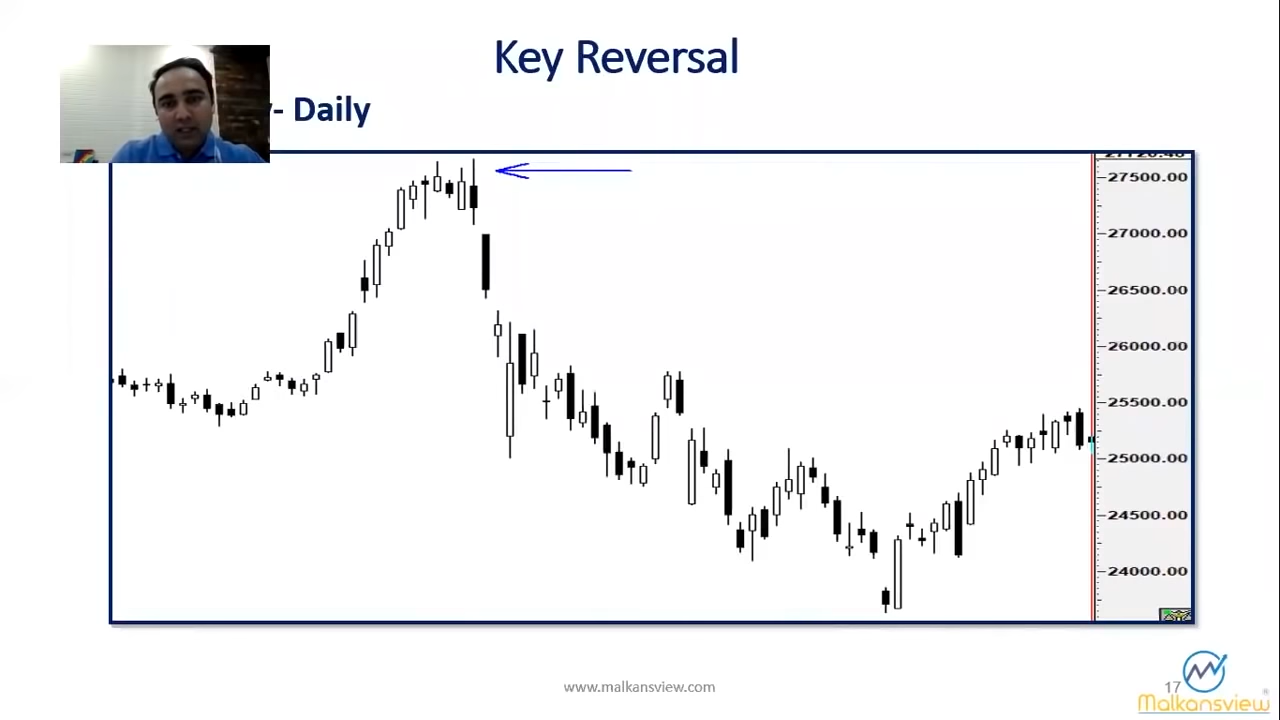 Key Reversal
- Daily
27500.00
27000.00
26500.00
26000.00
25500.00
25000.00
24500.00
24000.00
www.malkansview.com
17
Malkansview